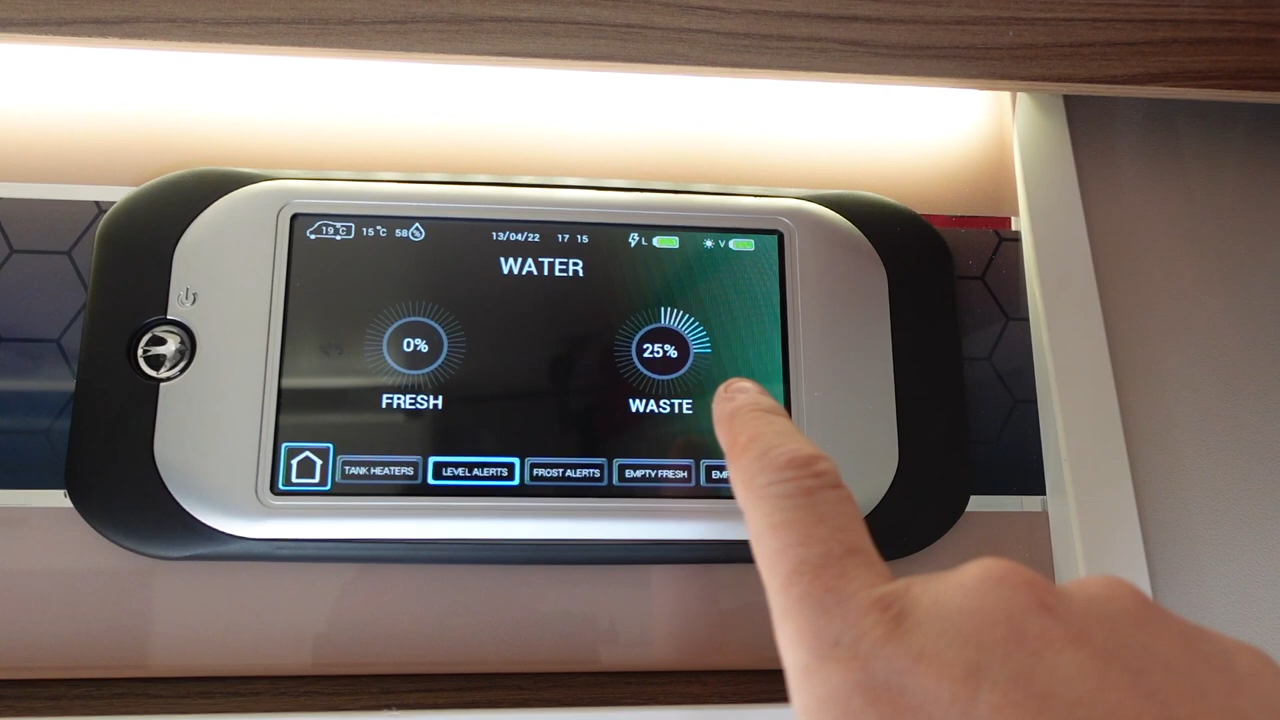 19°C 15°C 58% 13/04/22 17 15 L V
WATER
0% 25%
FRESH WASTE
TANK HEATERS LEVEL ALERTS FROST ALERTS EMPTY FRESH